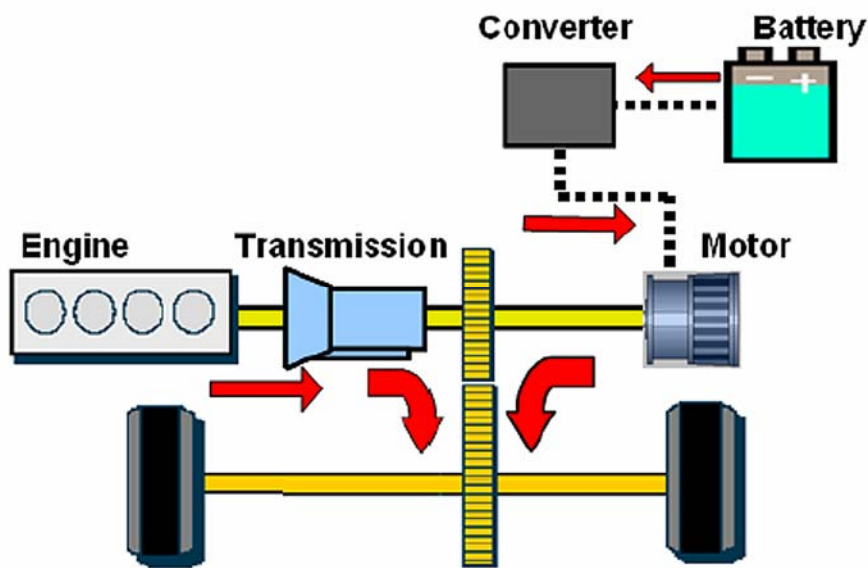 Converter
Battery
− +
Engine
Transmission
Motor